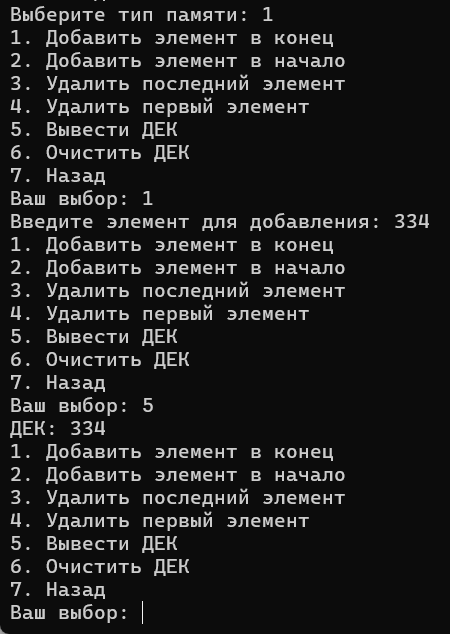 Выберите тип памяти: 1
1. Добавить элемент в конец
2. Добавить элемент в начало
3. Удалить последний элемент
4. Удалить первый элемент
5. Вывести ДЕК
6. Очистить ДЕК
7. Назад
Ваш выбор: 1
Введите элемент для добавления: 334
1. Добавить элемент в конец
2. Добавить элемент в начало
3. Удалить последний элемент
4. Удалить первый элемент
5. Вывести ДЕК
6. Очистить ДЕК
7. Назад
Ваш выбор: 5
ДЕК: 334
1. Добавить элемент в конец
2. Добавить элемент в начало
3. Удалить последний элемент
4. Удалить первый элемент
5. Вывести ДЕК
6. Очистить ДЕК
7. Назад
Ваш выбор: